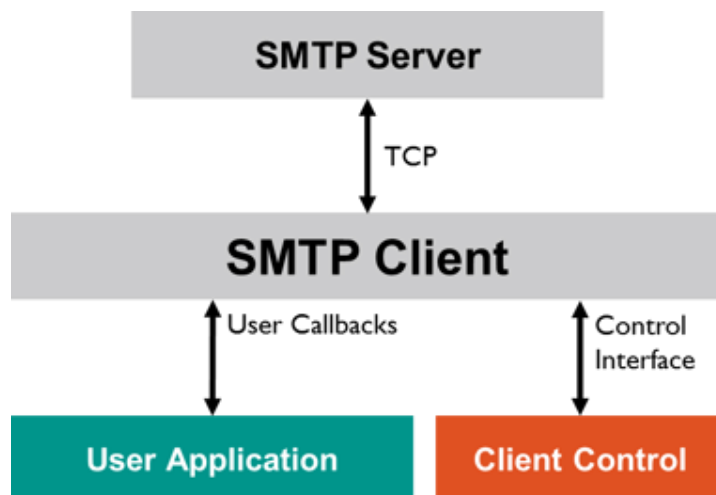 SMTP Server
TCP
SMTP Client
User Callbacks
Control
Interface
User Application
Client Control